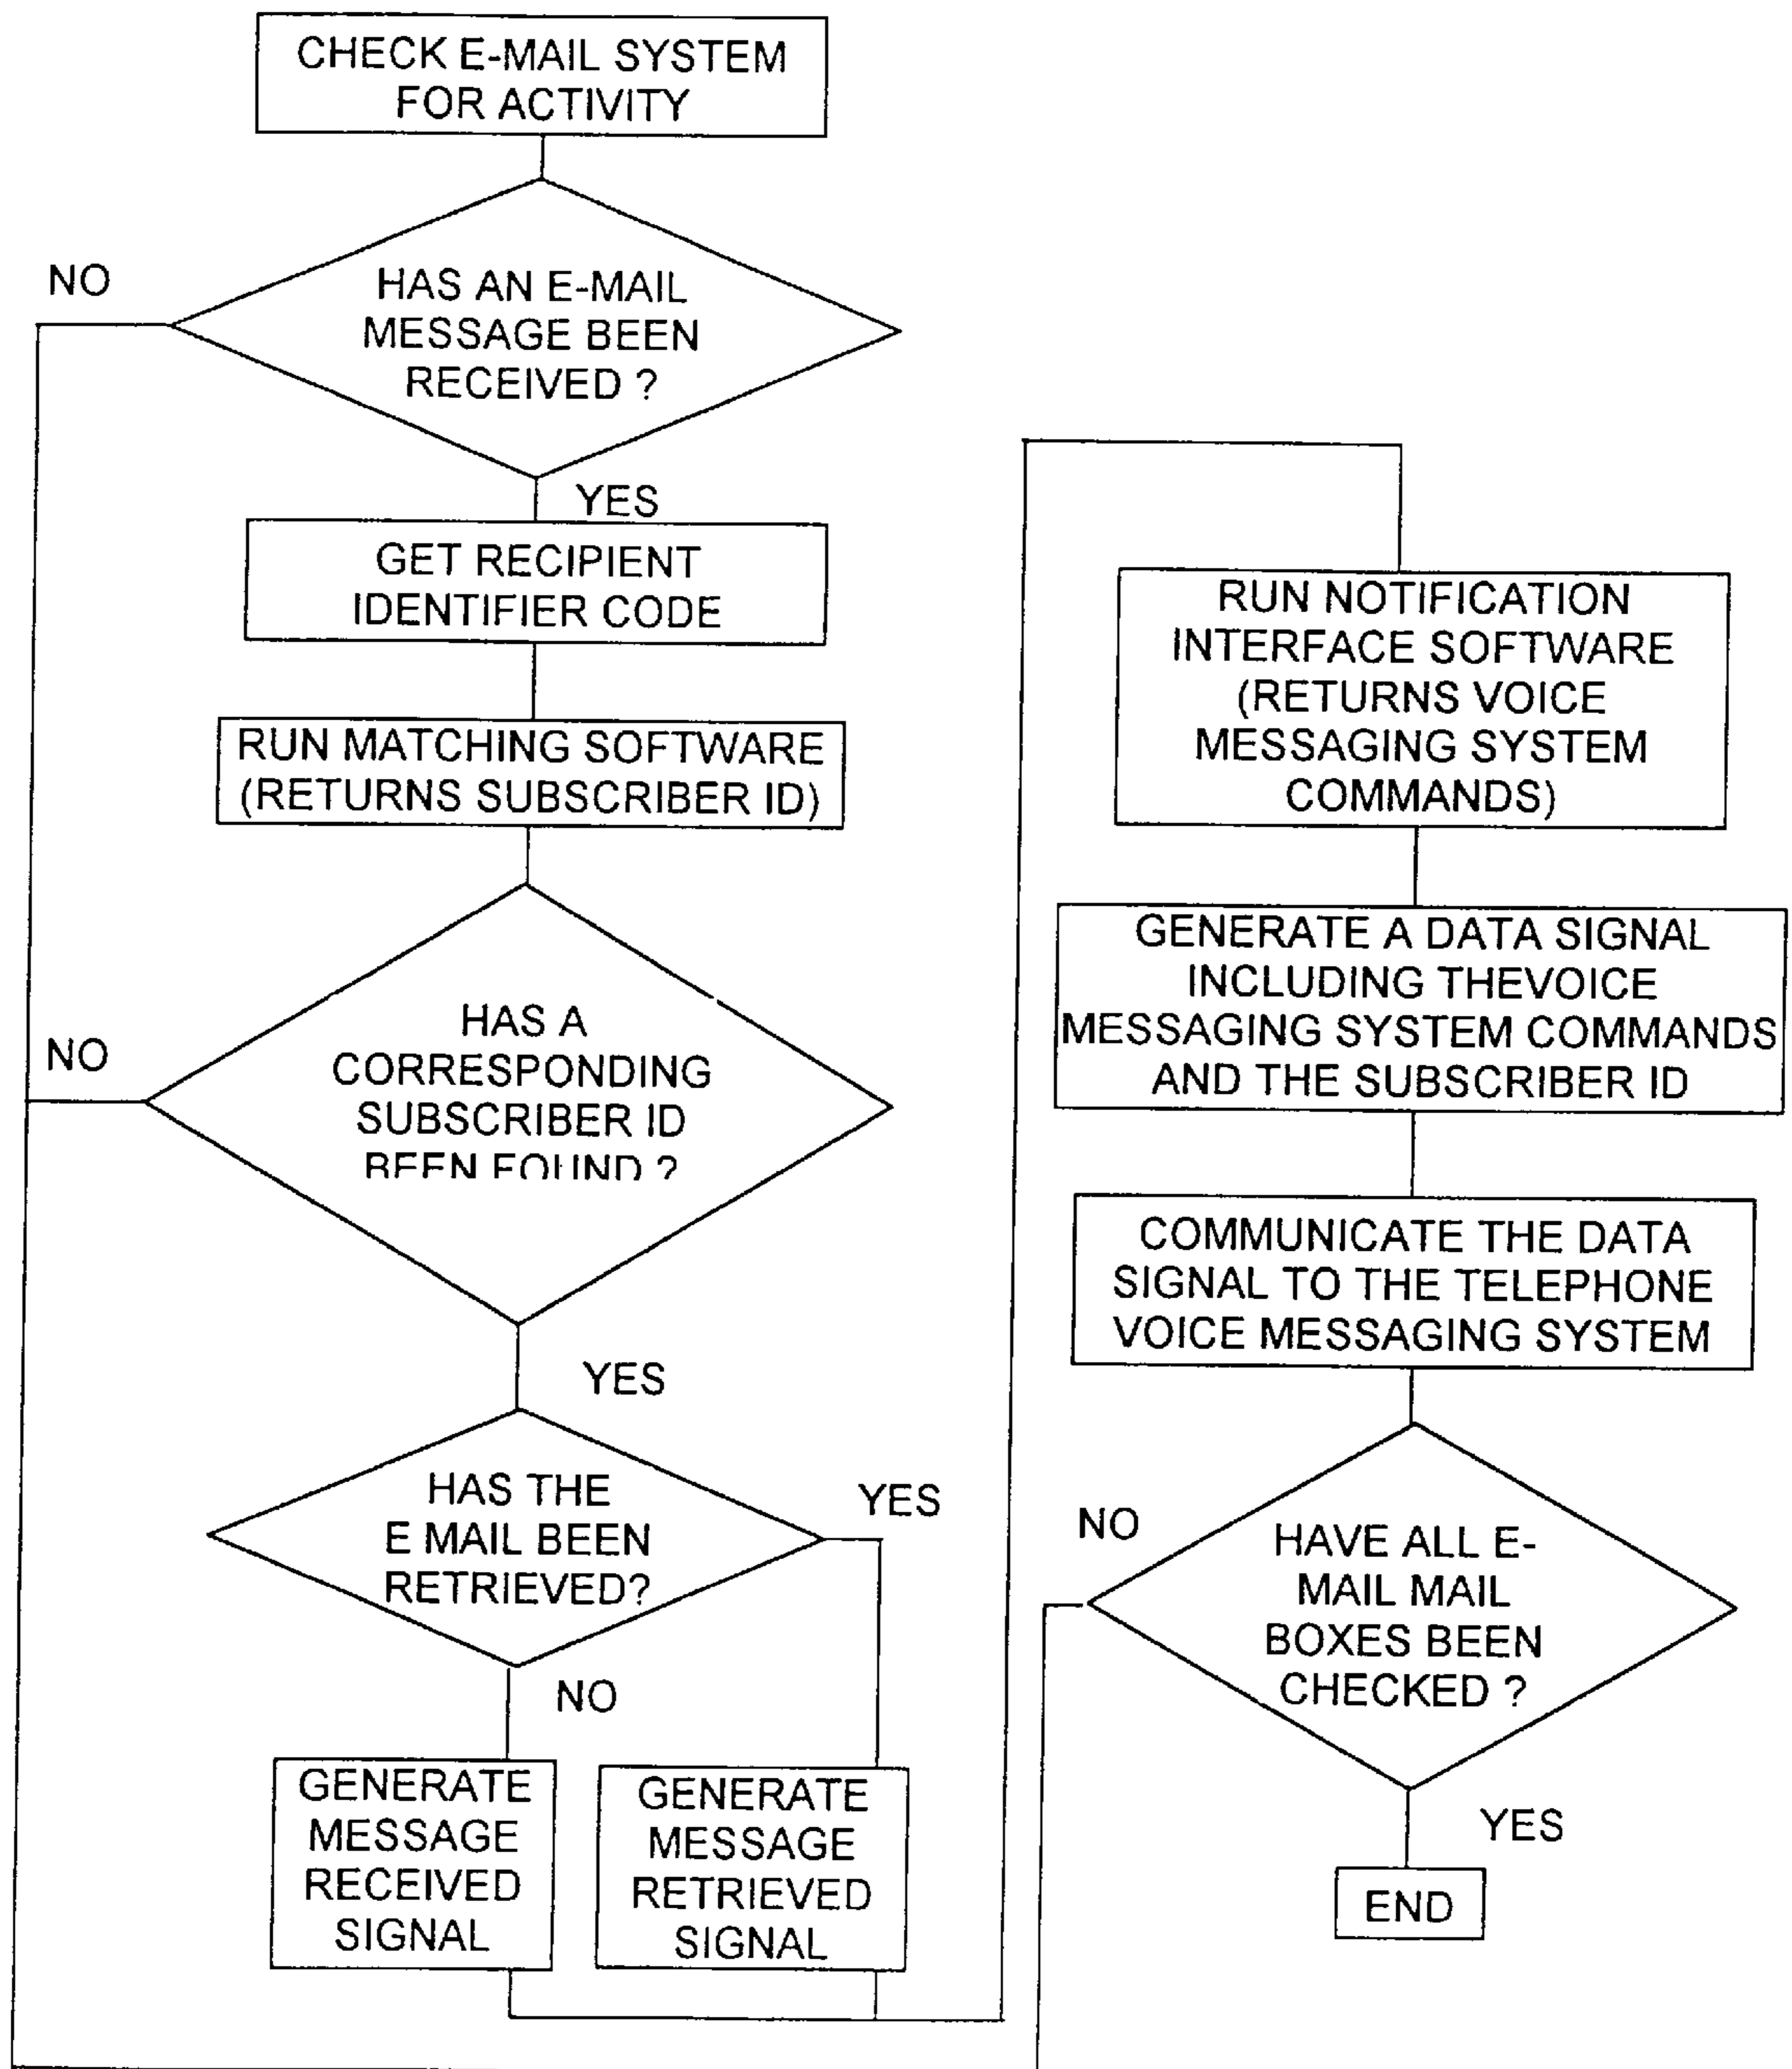 CHECK E-MAIL SYSTEM
FOR ACTIVITY
NO
HAS AN E-MAIL
MESSAGE BEEN
RECEIVED ?
YES
GET RECIPIENT
IDENTIFIER CODE
RUN MATCHING SOFTWARE
(RETURNS SUBSCRIBER ID)
NO
HAS A
CORRESPONDING
SUBSCRIBER ID
BEEN FOUND ?
YES
HAS THE
E MAIL BEEN
RETRIEVED?
YES
NO
GENERATE
MESSAGE
RECEIVED
SIGNAL
GENERATE
MESSAGE
RETRIEVED
SIGNAL
RUN NOTIFICATION
INTERFACE SOFTWARE
(RETURNS VOICE
MESSAGING SYSTEM
COMMANDS)
GENERATE A DATA SIGNAL
INCLUDING THEVOICE
MESSAGING SYSTEM COMMANDS
AND THE SUBSCRIBER ID
COMMUNICATE THE DATA
SIGNAL TO THE TELEPHONE
VOICE MESSAGING SYSTEM
NO
HAVE ALL E-
MAIL MAIL
BOXES BEEN
CHECKED ?
YES
END